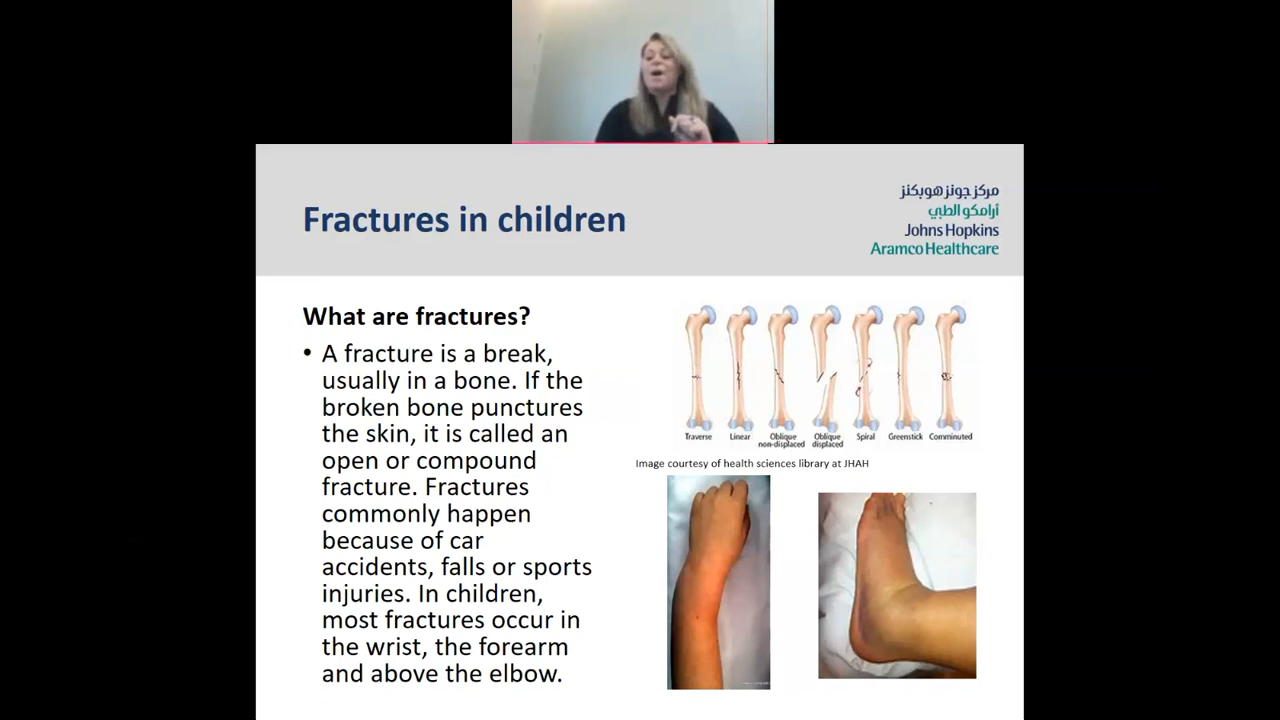 Fractures in children
مركز جونز هوبكنز
أرامكو الطبي
Johns Hopkins
Aramco Healthcare
What are fractures?
• A fracture is a break,
usually in a bone. If the
broken bone punctures
the skin, it is called an
open or compound
fracture. Fractures
commonly happen
because of car
accidents, falls or sports
injuries. In children,
most fractures occur in
the wrist, the forearm
and above the elbow.
Traverse Linear Oblique non-displaced Oblique displaced Spiral Greenstick Comminuted
Image courtesy of health sciences library at JHAH